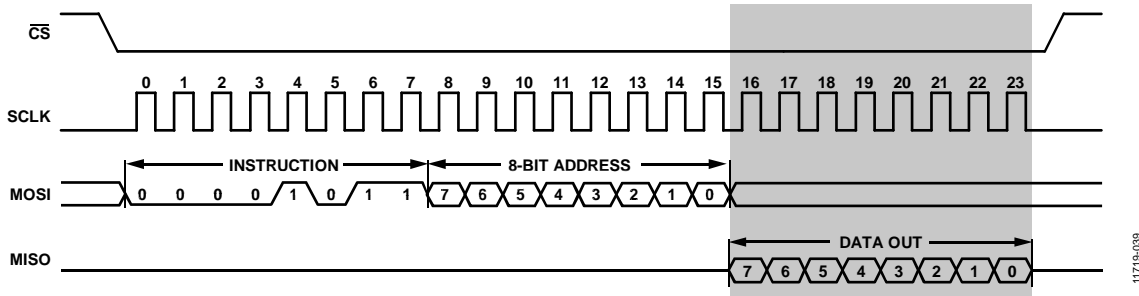 CS
0 1 2 3 4 5 6 7 8 9 10 11 12 13 14 15 16 17 18 19 20 21 22 23
SCLK
INSTRUCTION 8-BIT ADDRESS
MOSI 0 0 0 0 1 0 1 1 7 6 5 4 3 2 1 0
DATA OUT
MISO
7 6 5 4 3 2 1 0
11719-039